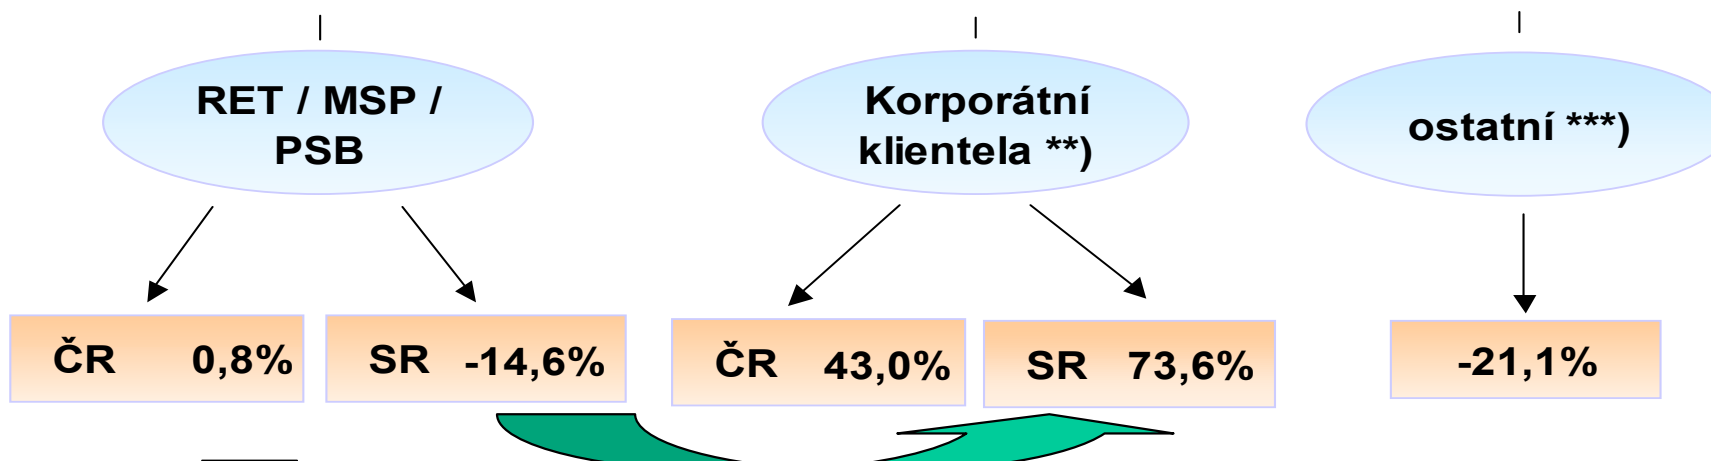 RET / MSP /
PSB
Korporátní
klientela **)
ostatní ***)
ČR 0,8%
SR -14,6%
ČR 43,0%
SR 73,6%
-21,1%